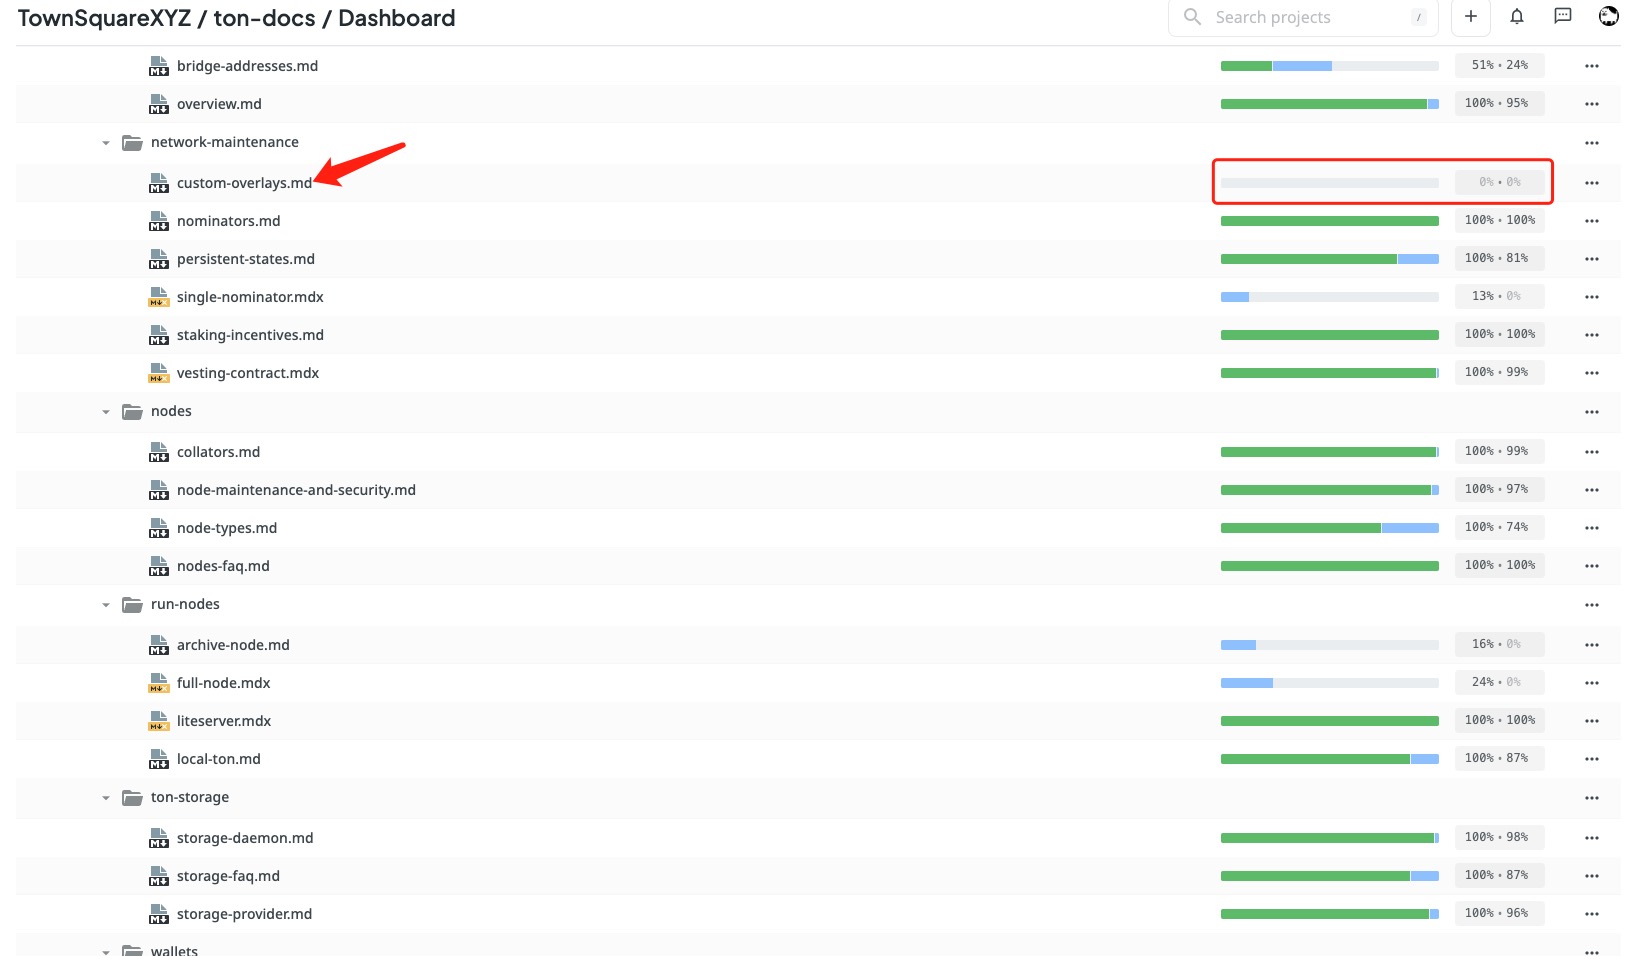 TownSquareXYZ / ton-docs / Dashboard
Search projects /
bridge-addresses.md 51% • 24%
overview.md 100% • 95%
network-maintenance
custom-overlays.md 0% • 0%
nominators.md 100% • 100%
persistent-states.md 100% • 81%
single-nominator.mdx 13% • 0%
staking-incentives.md 100% • 100%
vesting-contract.mdx 100% • 99%
nodes
collators.md 100% • 99%
node-maintenance-and-security.md 100% • 97%
node-types.md 100% • 74%
nodes-faq.md 100% • 100%
run-nodes
archive-node.md 16% • 0%
full-node.mdx 24% • 0%
liteserver.mdx 100% • 100%
local-ton.md 100% • 87%
ton-storage
storage-daemon.md 100% • 98%
storage-faq.md 100% • 87%
storage-provider.md 100% • 96%
wallets